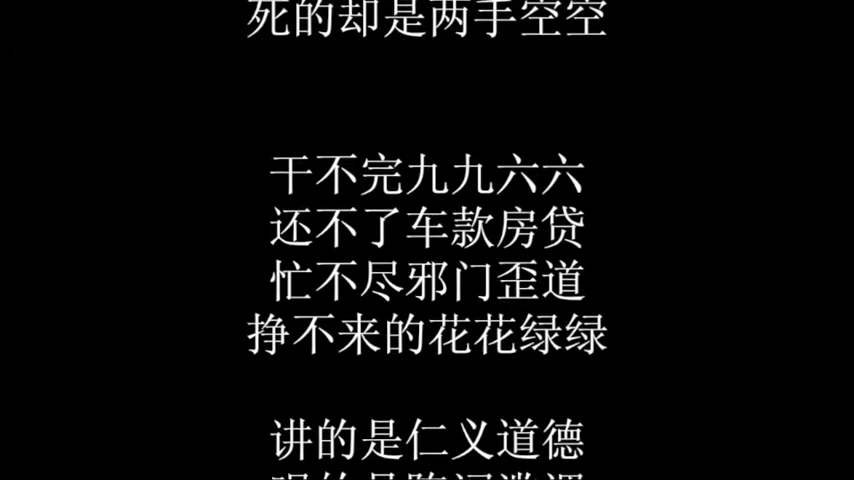 死的却是两手空空
干不完九九六六
还不了车款房贷
忙不尽邪门歪道
挣不来的花花绿绿
讲的是仁义道德